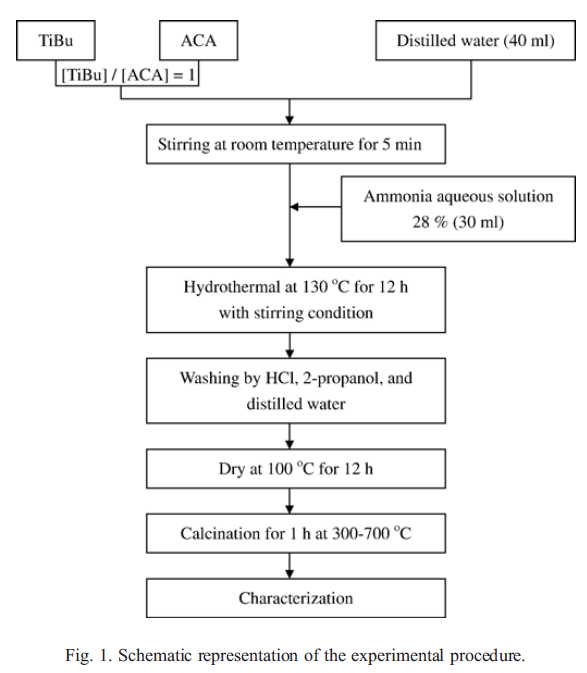 TiBu
ACA
Distilled water (40 ml)
[TiBu] / [ACA] = 1
Stirring at room temperature for 5 min
Ammonia aqueous solution
28 % (30 ml)
Hydrothermal at 130 °C for 12 h
with stirring condition
Washing by HCl, 2-propanol, and
distilled water
Dry at 100 °C for 12 h
Calcination for 1 h at 300-700 °C
Characterization
Fig. 1. Schematic representation of the experimental procedure.